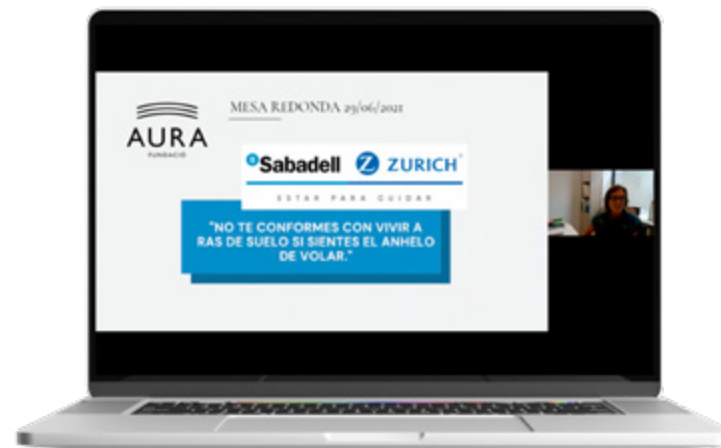 MESA REDONDA 29/06/2021
AURA
FUNDACIÓ
Sabadell ZURICH
ESTAR PARA CUIDAR
"NO TE CONFORMES CON VIVIR A
RAS DE SUELO SI SIENTES EL ANHELO
DE VOLAR."